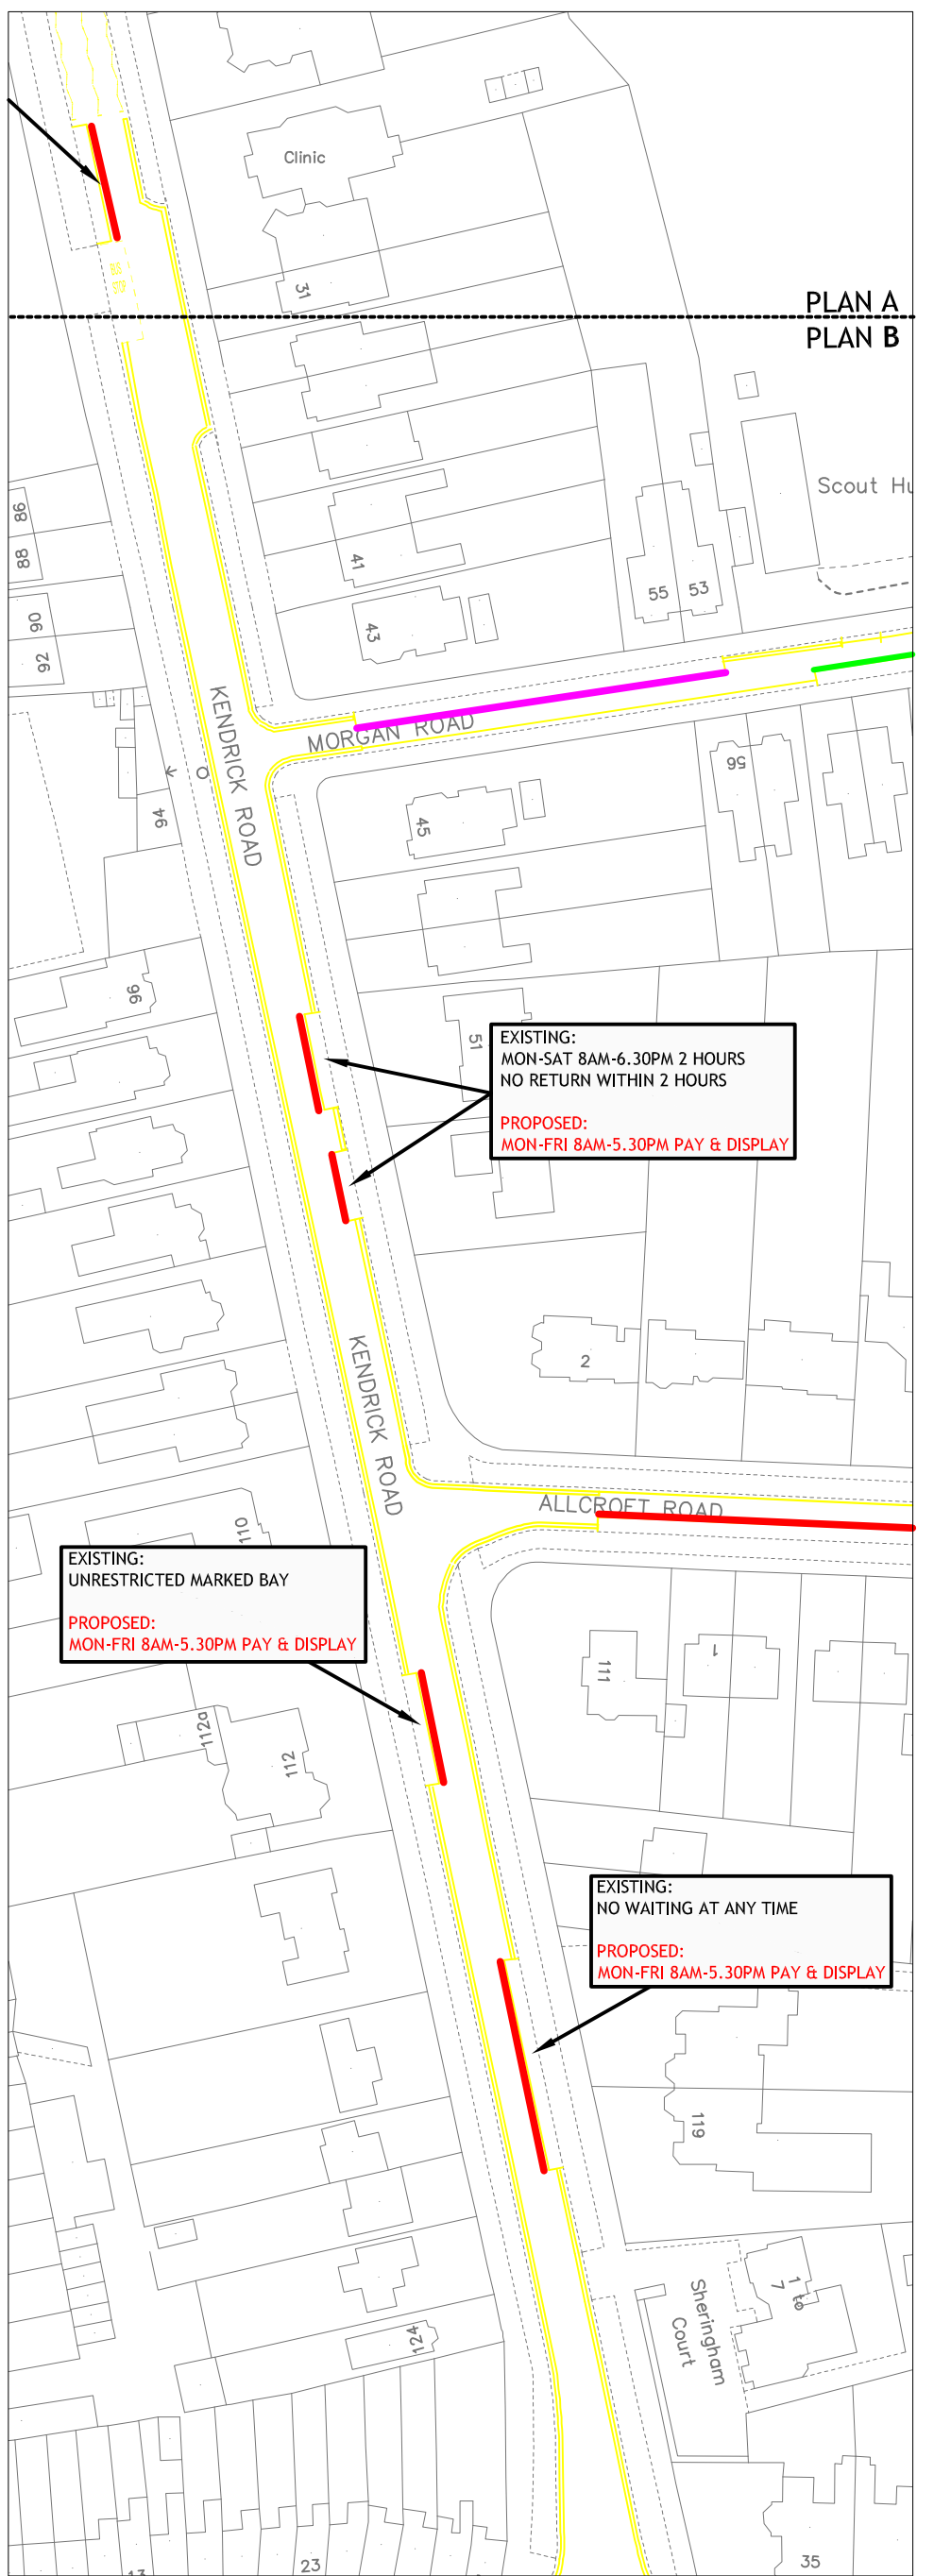 Clinic
31
PLAN A
PLAN B
Scout Hu
86
88
90
92
41
43
55
53
KENDRICK ROAD
MORGAN ROAD
94
45
56
96
51
EXISTING:
MON-SAT 8AM-6.30PM 2 HOURS
NO RETURN WITHIN 2 HOURS
PROPOSED:
MON-FRI 8AM-5.30PM PAY & DISPLAY
2
KENDRICK ROAD
ALLCROFT ROAD
110
EXISTING:
UNRESTRICTED MARKED BAY
PROPOSED:
MON-FRI 8AM-5.30PM PAY & DISPLAY
111
1
112a
112
EXISTING:
NO WAITING AT ANY TIME
PROPOSED:
MON-FRI 8AM-5.30PM PAY & DISPLAY
119
1 to
7
Sheringham
Court
124
35
23
13